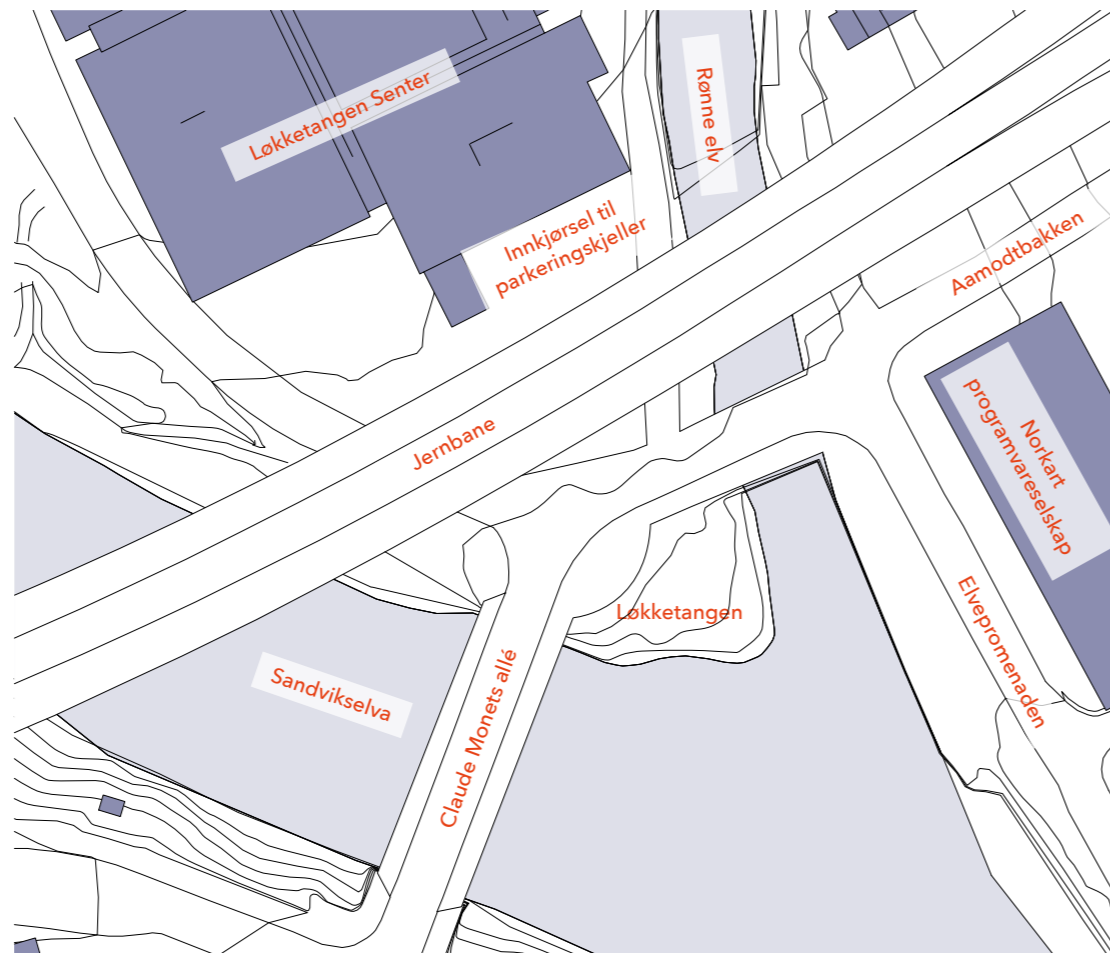 Løkketangen Senter
Rønne elv
Innkjørsel til
parkeringskjeller
Aamodtbakken
Jernbane
Norkart
programvareselskap
Løkketangen
Elvepromenaden
Sandvikselva
Claude Monets allé